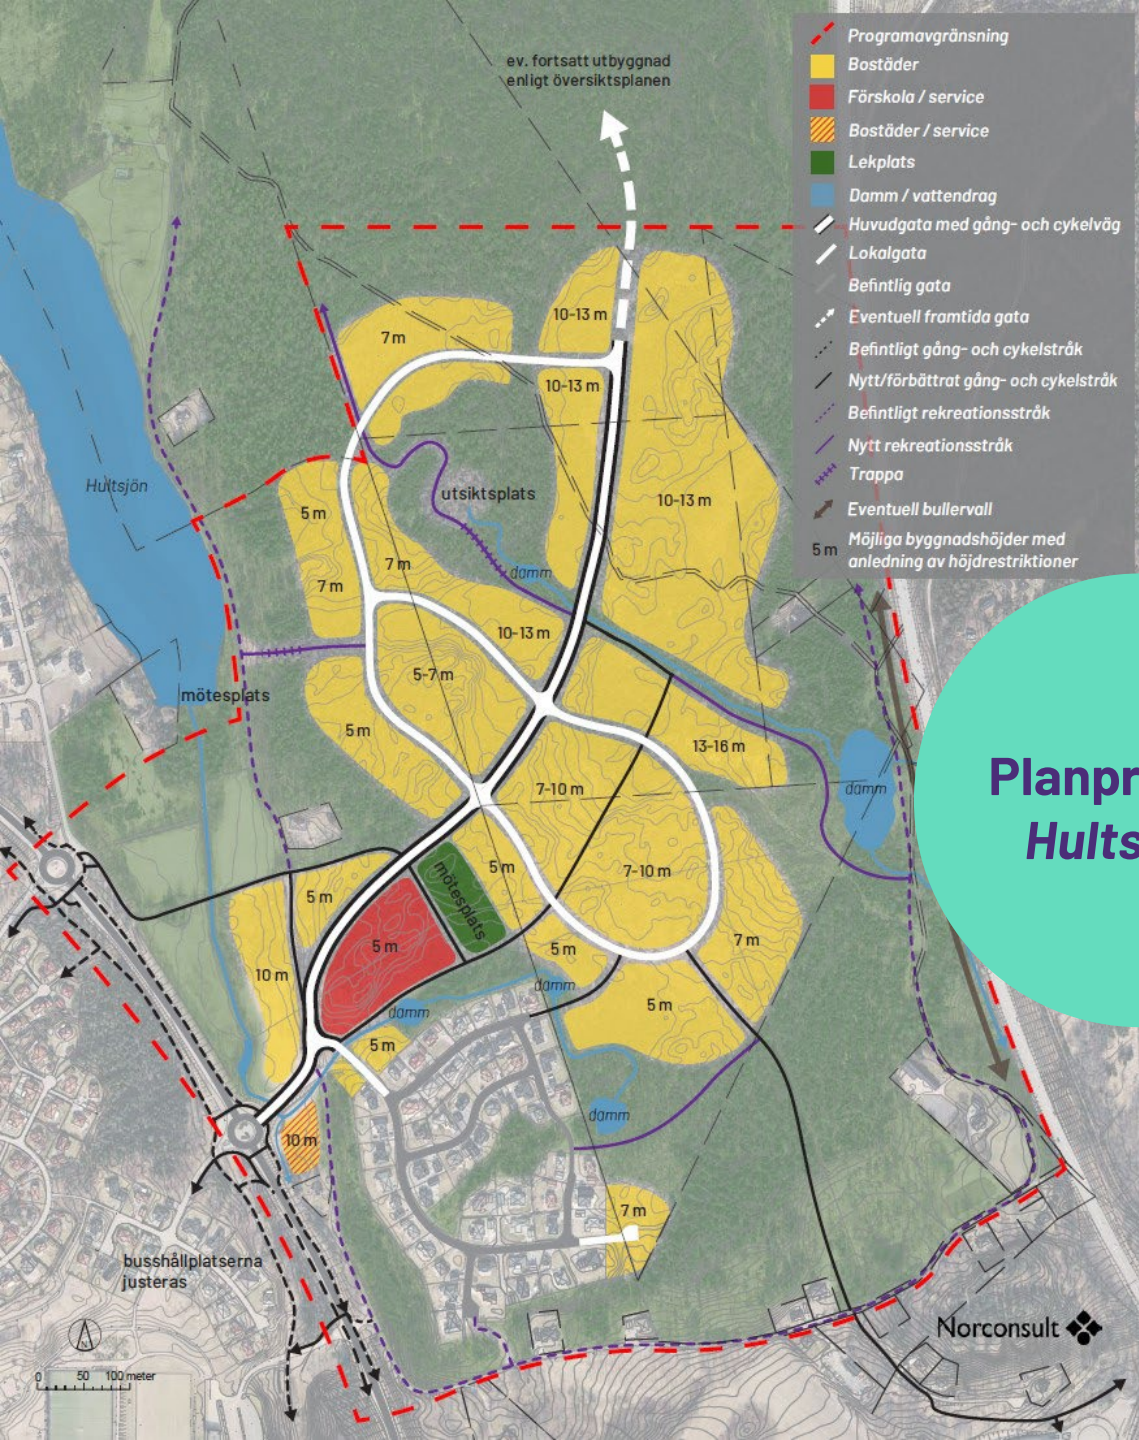 ev. fortsatt utbyggnad
enligt översiktsplanen
Programavgränsning
Bostäder
Förskola / service
Bostäder / service
Lekplats
Damm / vattendrag
Huvudgata med gång- och cykelväg
Lokalgata
Befintlig gata
Eventuell framtida gata
Befintligt gång- och cykelstråk
Nytt/förbättrat gång- och cykelstråk
Befintligt rekreationsstråk
Nytt rekreationsstråk
Trappa
Eventuell bullervall
5 m Möjliga byggnadshöjder med
anledning av höjdrestriktioner
10-13 m
7 m
10-13 m
Hultsjön
utsiktsplats
10-13 m
5 m
7 m
damm
7 m
10-13 m
5-7 m
mötesplats
5 m
13-16 m
7-10 m
damm
Planpr
Hults
5 m
7-10 m
mötesplats
5 m
5 m
7 m
5 m
10 m
damm
5 m
damm
5 m
damm
10 m
7 m
busshållplatserna
justeras
Norconsult
N
0 50 100 meter